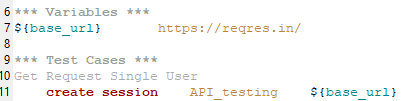 6 *** Variables ***
7 ${base_url}        https://reqres.in/
8
9 *** Test Cases ***
10 Get Request Single User
11     create session    API_testing    ${base_url}